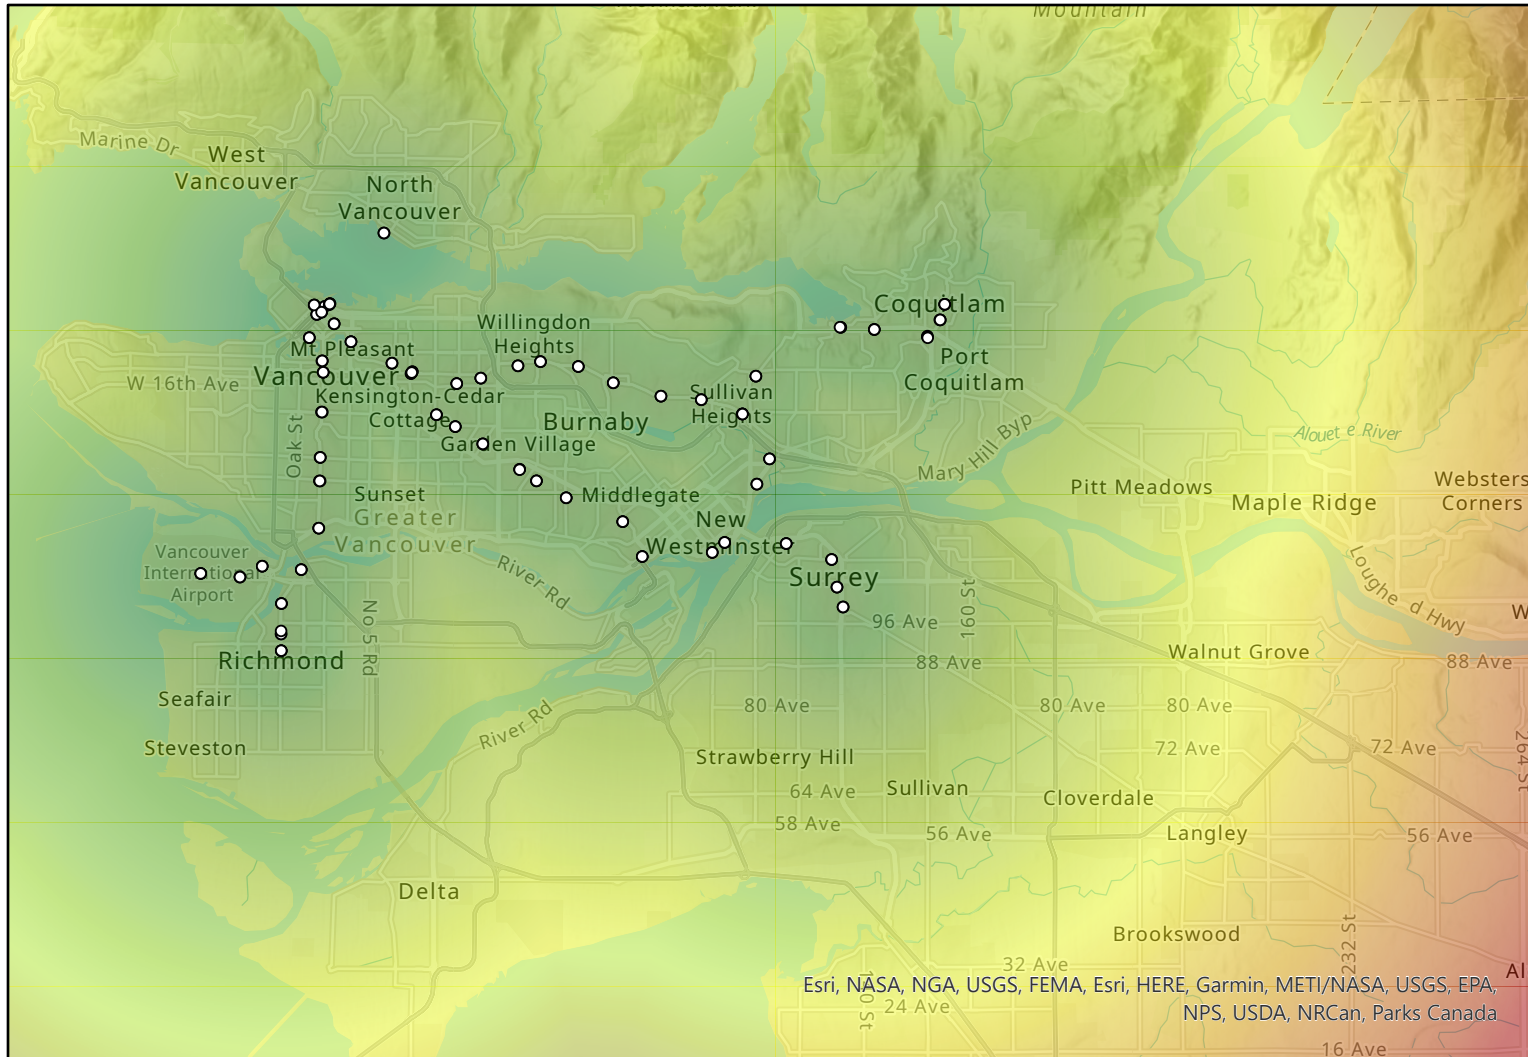 Mountain
Marine Dr
West
Vancouver
North
Vancouver
Coquitlam
Willingdon
Heights
Mt Pleasant
Port
Coquitlam
Vancouver
W 16th Ave
Kensington-Cedar
Cottage
Sullivan
Heights
Burnaby
Oak St
Garden Village
Mary Hill Byp
Alouet e River
Sunset
Middlegate
Pitt Meadows
Maple Ridge
Websters
Corners
Greater
Vancouver
New
Westminster
Vancouver
International
Airport
River Rd
Surrey
160 St
Loughe d Hwy
No 5 Rd
96 Ave
W
Richmond
88 Ave
Walnut Grove
88 Ave
Seafair
80 Ave
80 Ave
80 Ave
River Rd
Steveston
Strawberry Hill
72 Ave
72 Ave
264 St
64 Ave
Sullivan
Cloverdale
58 Ave
56 Ave
Langley
56 Ave
Delta
Brookswood
232 St
32 Ave
Al
Esri, NASA, NGA, USGS, FEMA, Esri, HERE, Garmin, METI/NASA, USGS, EPA,
NPS, USDA, NRCan, Parks Canada
24 Ave
16 Ave